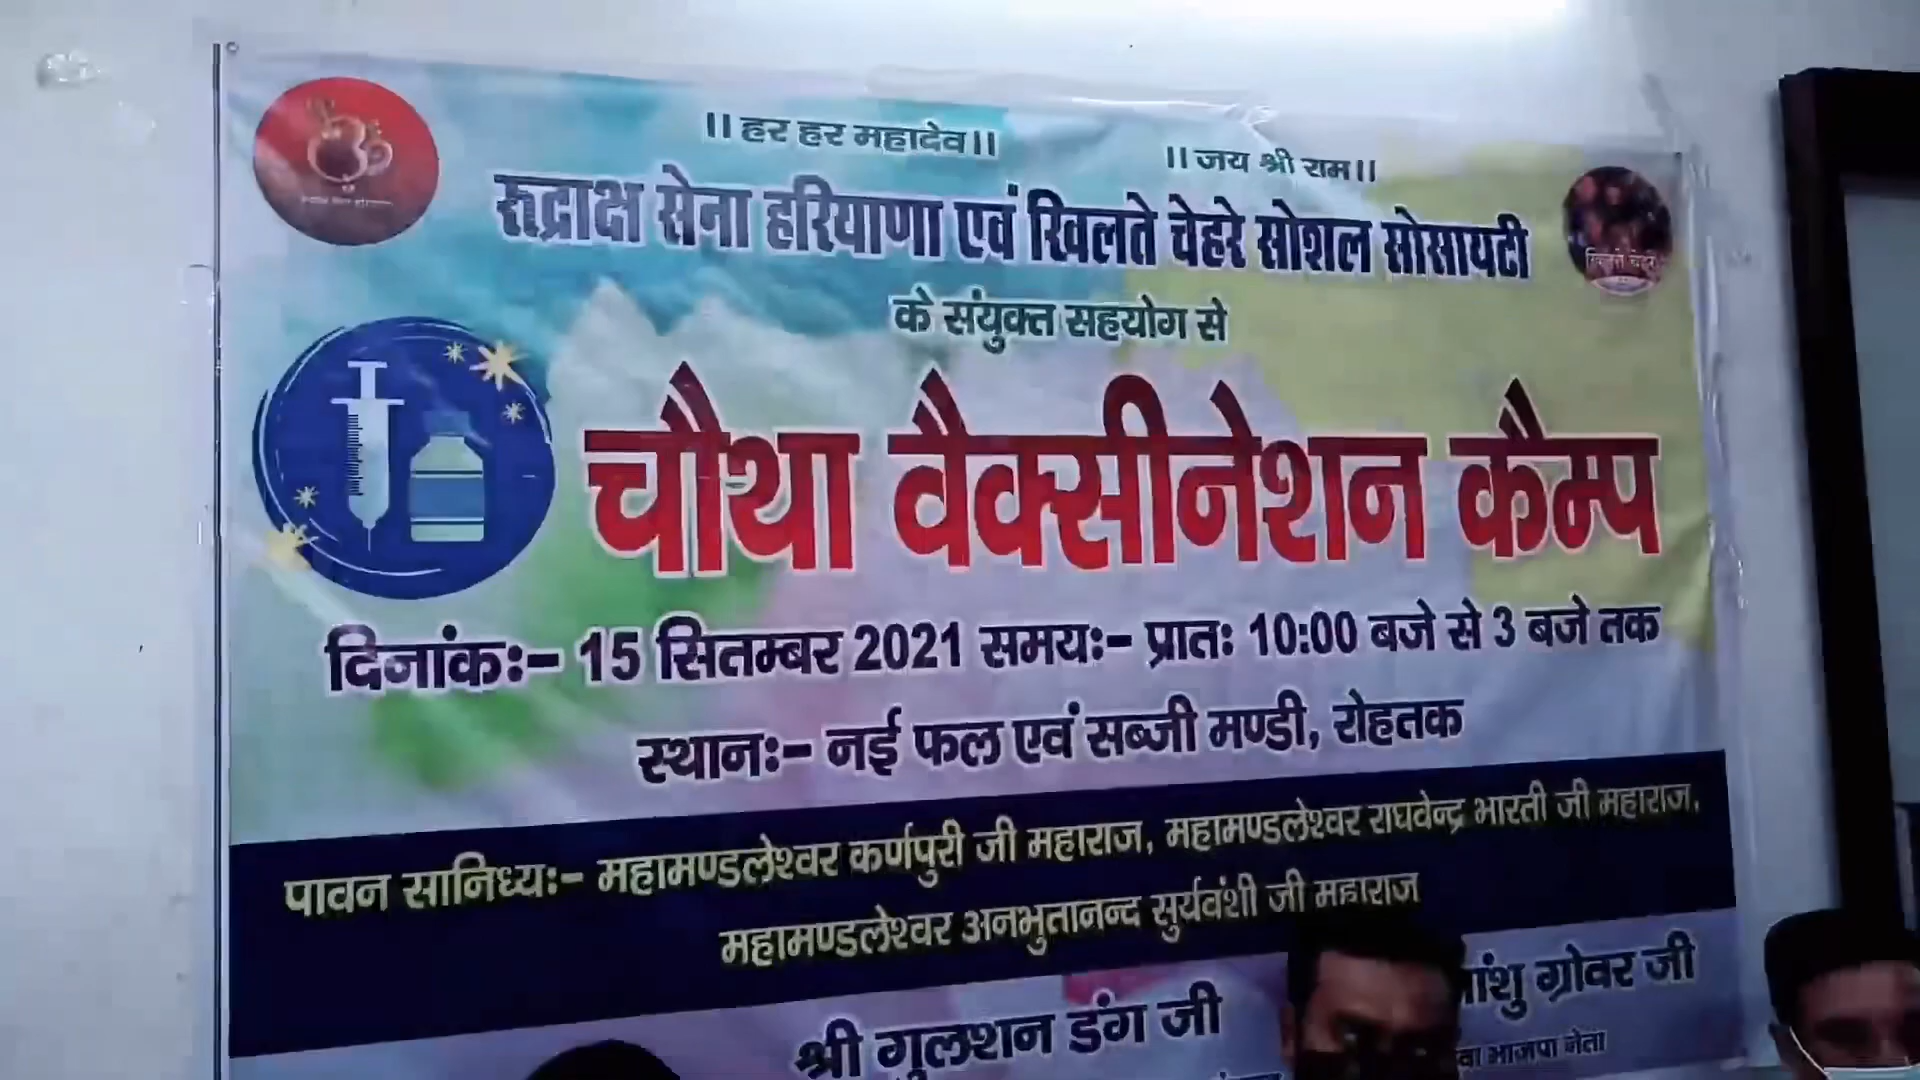 ।। हर हर महादेव ।।
।। जय श्री राम ।।
रूद्राक्ष सेना हरियाणा एवं खिलते चेहरे सोशल सोसायटी
के संयुक्त सहयोग से
चौथा वैक्सीनेशन कैम्प
दिनांकः- 15 सितम्बर 2021 समयः- प्रातः 10:00 बजे से 3 बजे तक
स्थानः- नई फल एवं सब्जी मण्डी, रोहतक
पावन सानिध्यः- महामण्डलेश्वर कर्णपुरी जी महाराज, महामण्डलेश्वर राघवेन्द्र भारती जी महाराज,
महामण्डलेश्वर अनभुतानन्द सुर्यवंशी जी महाराज
श्री गुलशन डंग जी
ग्रोवर जी
भाजपा नेता